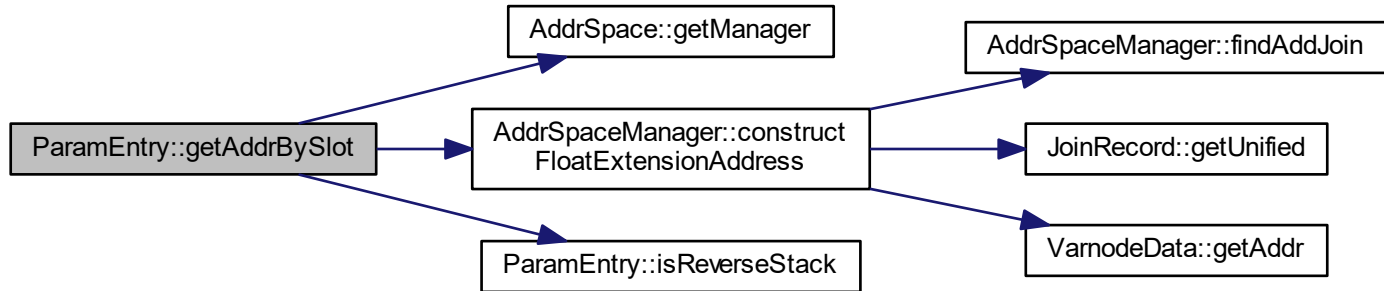 ParamEntry::getAddrBySlot
AddrSpace::getManager
AddrSpaceManager::construct
FloatExtensionAddress
ParamEntry::isReverseStack
AddrSpaceManager::findAddJoin
JoinRecord::getUnified
VarnodeData::getAddr